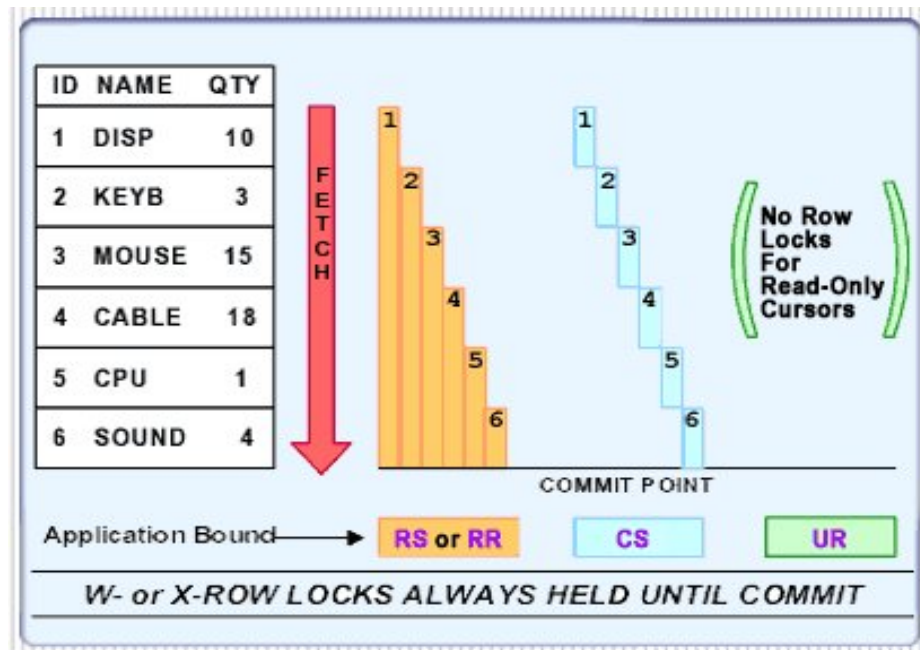 ID NAME QTY
1 DISP 10
2 KEYB 3
3 MOUSE 15
4 CABLE 18
5 CPU 1
6 SOUND 4
FETCH
1
2
3
4
5
6
1
2
3
4
5
6
No Row
Locks
For
Read-Only
Cursors
COMMIT POINT
Application Bound
RS or RR
CS
UR
W- or X-ROW LOCKS ALWAYS HELD UNTIL COMMIT